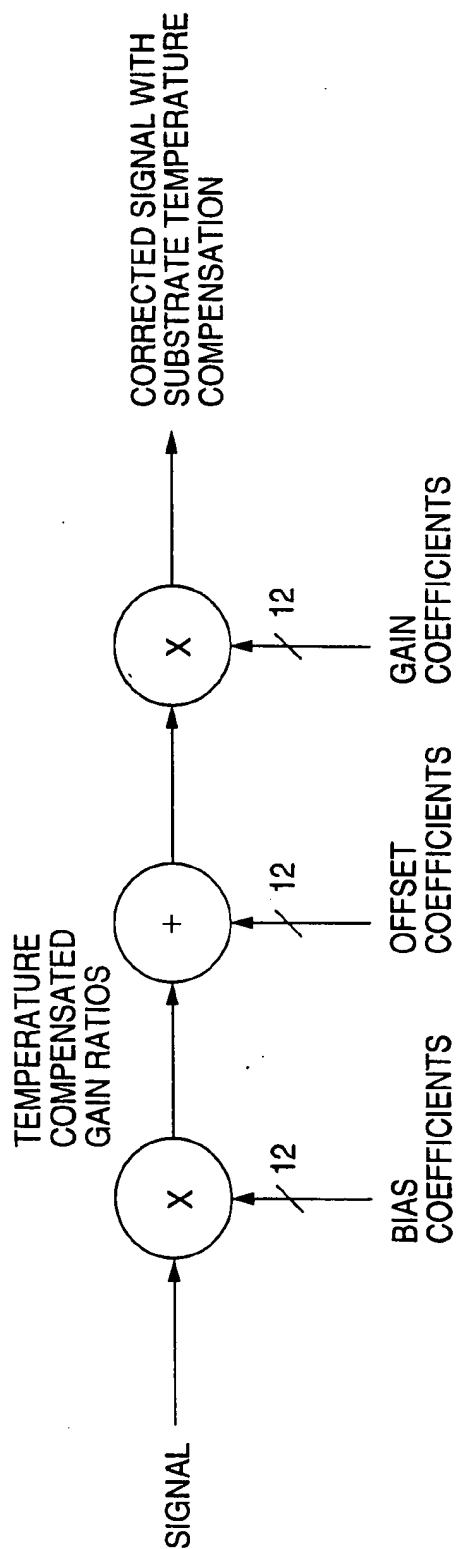 SIGNAL
X
TEMPERATURE
COMPENSATED
GAIN RATIOS
12
BIAS
COEFFICIENTS
+
12
OFFSET
COEFFICIENTS
X
12
GAIN
COEFFICIENTS
CORRECTED SIGNAL WITH
SUBSTRATE TEMPERATURE
COMPENSATION